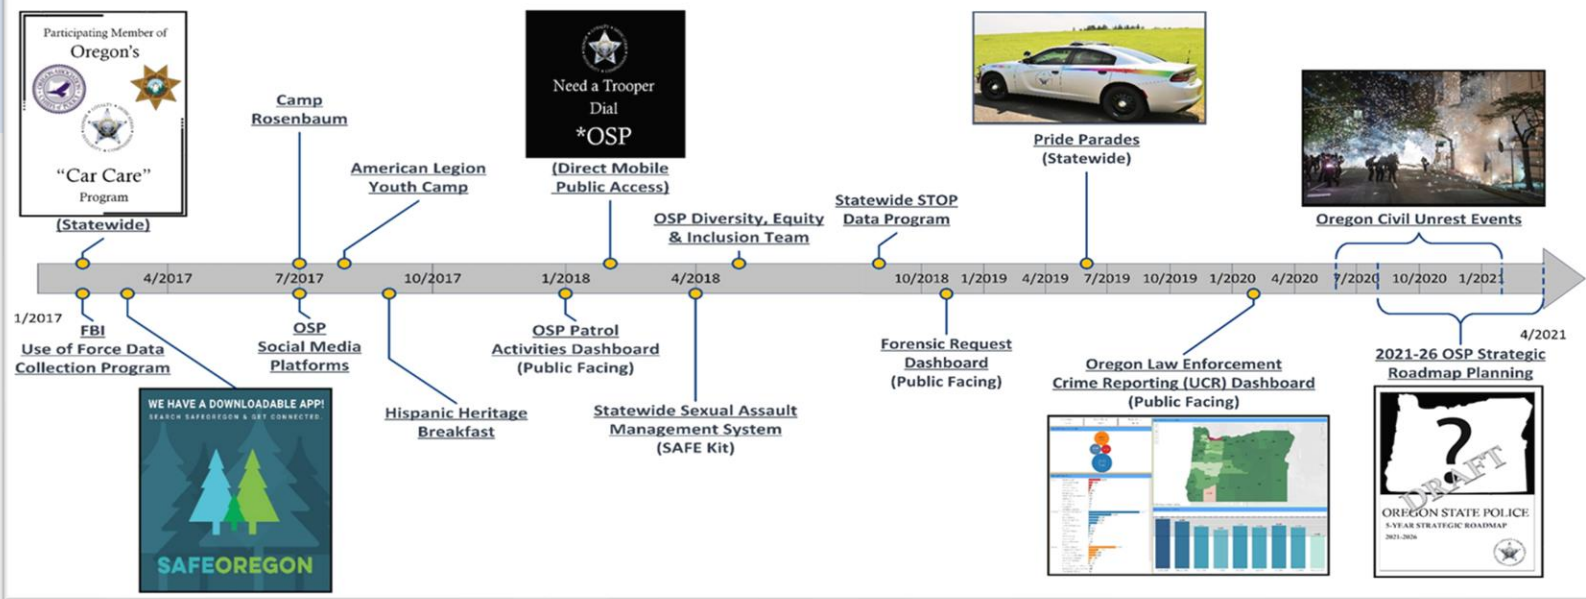 Participating Member of
Oregon's
"Car Care"
Program
(Statewide)
Camp
Rosenbaum
American Legion
Youth Camp
Need a Trooper
Dial
*OSP
(Direct Mobile
Public Access)
OSP Diversity, Equity
& Inclusion Team
Statewide STOP
Data Program
Pride Parades
(Statewide)
Oregon Civil Unrest Events
1/2017
4/2017
7/2017
10/2017
1/2018
4/2018
10/2018
1/2019
4/2019
7/2019
10/2019
1/2020
4/2020
7/2020
10/2020
1/2021
4/2021
FBI
Use of Force Data
Collection Program
WE HAVE A DOWNLOADABLE APP!
SEARCH SAFEOREGON & GET CONNECTED.
SAFEOREGON
OSP
Social Media
Platforms
Hispanic Heritage
Breakfast
OSP Patrol
Activities Dashboard
(Public Facing)
Statewide Sexual Assault
Management System
(SAFE Kit)
Forensic Request
Dashboard
(Public Facing)
Oregon Law Enforcement
Crime Reporting (UCR) Dashboard
(Public Facing)
2021-26 OSP Strategic
Roadmap Planning
?
DRAFT
OREGON STATE POLICE
5-YEAR STRATEGIC ROADMAP
2021-2026